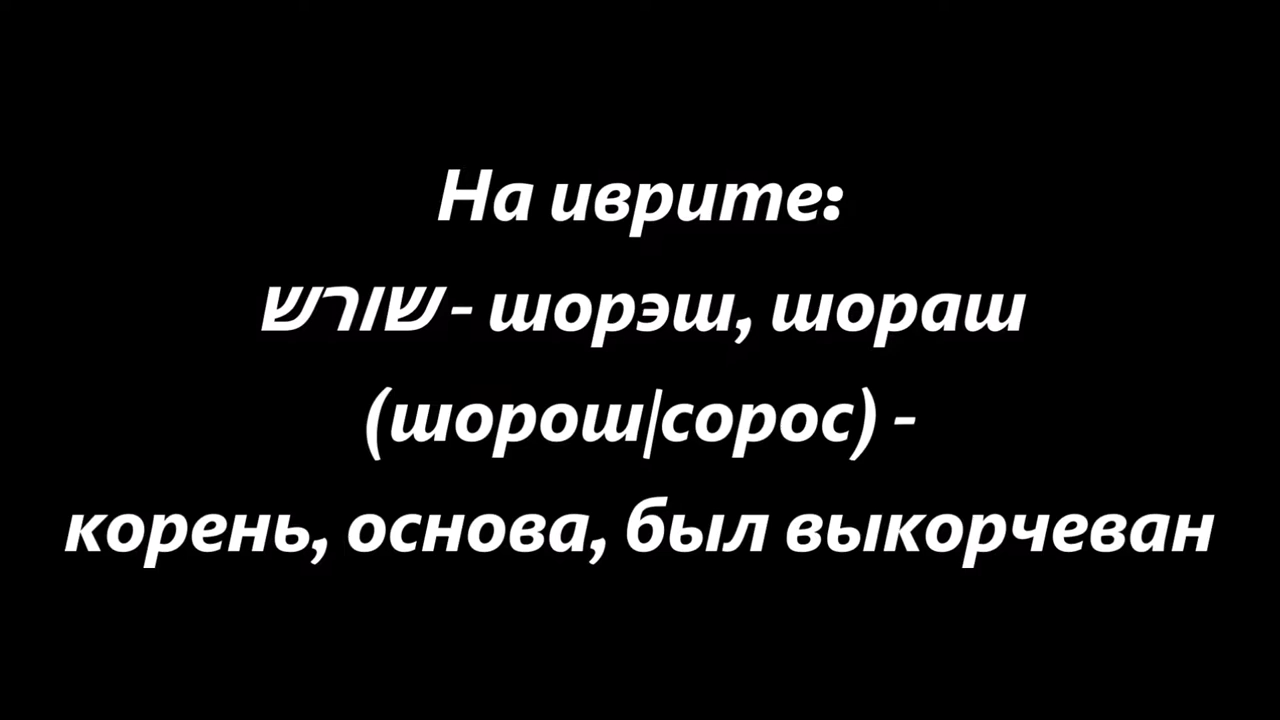 На иврите:
שורש - шорэш, шораш
(шорош|сорос) -
корень, основа, был выкорчеван